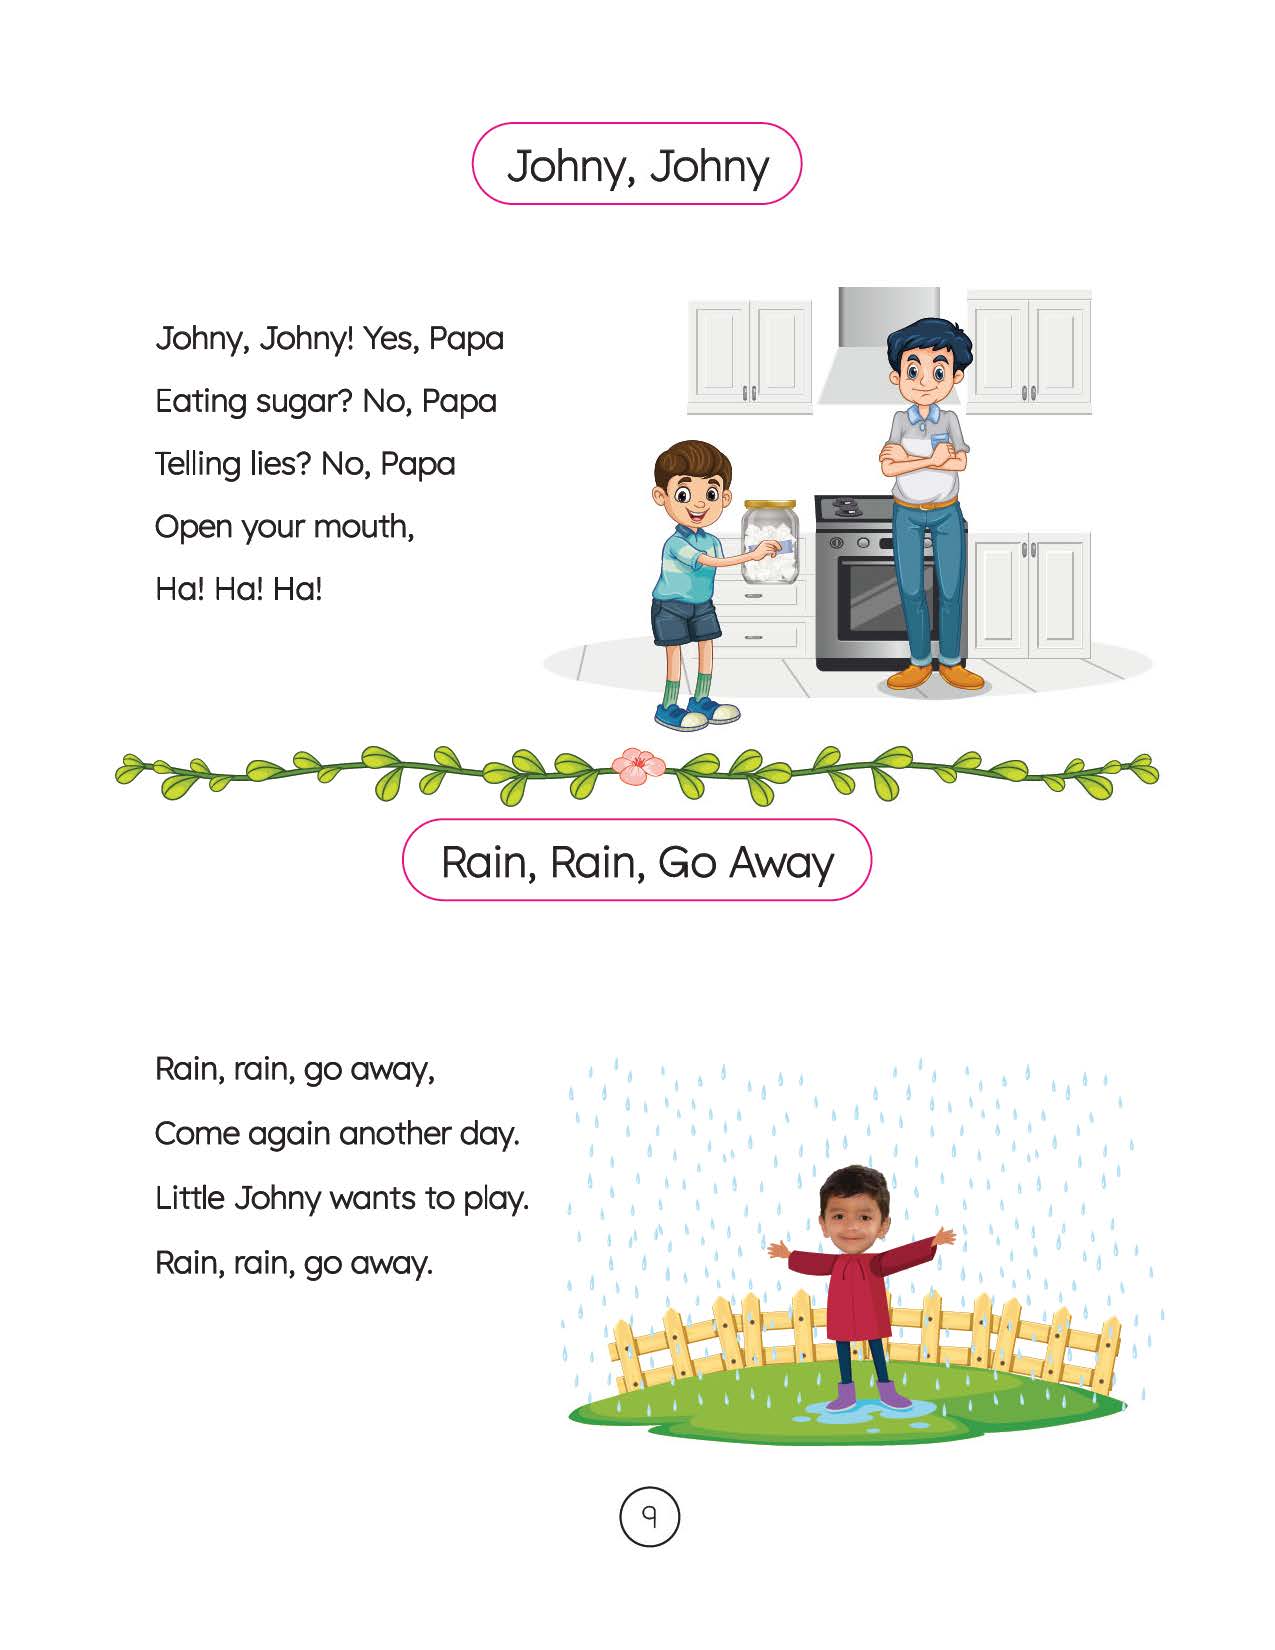 Johny, Johny
Johny, Johny! Yes, Papa
Eating sugar? No, Papa
Telling lies? No, Papa
Open your mouth,
Ha! Ha! Ha!
Rain, Rain, Go Away
Rain, rain, go away,
Come again another day.
Little Johny wants to play.
Rain, rain, go away.
9